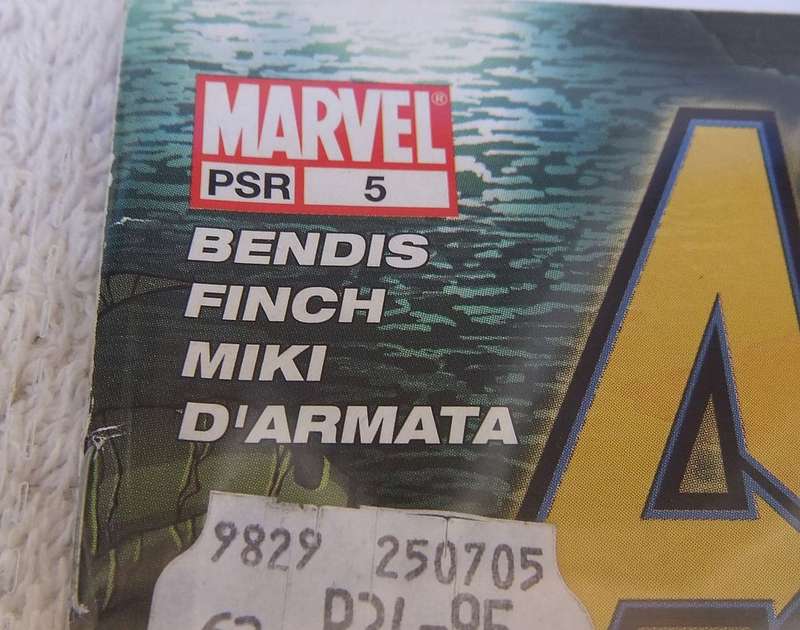 MARVEL®
PSR 5
BENDIS
FINCH
MIKI
D'ARMATA
A
9829 250705